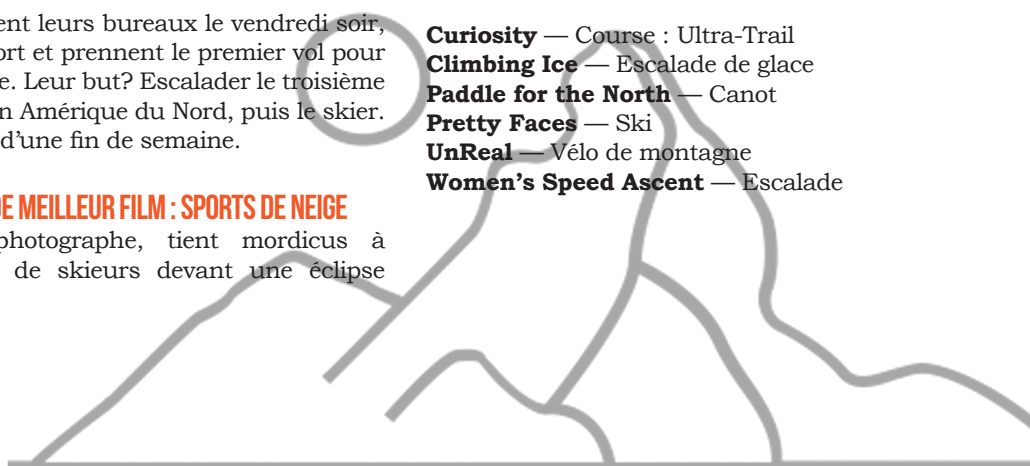 ent leurs bureaux le vendredi soir,
ort et prennent le premier vol pour
e. Leur but? Escalader le troisième
n Amérique du Nord, puis le skier.
d'une fin de semaine.
DE MEILLEUR FILM : SPORTS DE NEIGE
photographe, tient mordicus à
de skieurs devant une éclipse
Curiosity — Course : Ultra-Trail
Climbing Ice — Escalade de glace
Paddle for the North — Canot
Pretty Faces — Ski
UnReal — Vélo de montagne
Women's Speed Ascent — Escalade